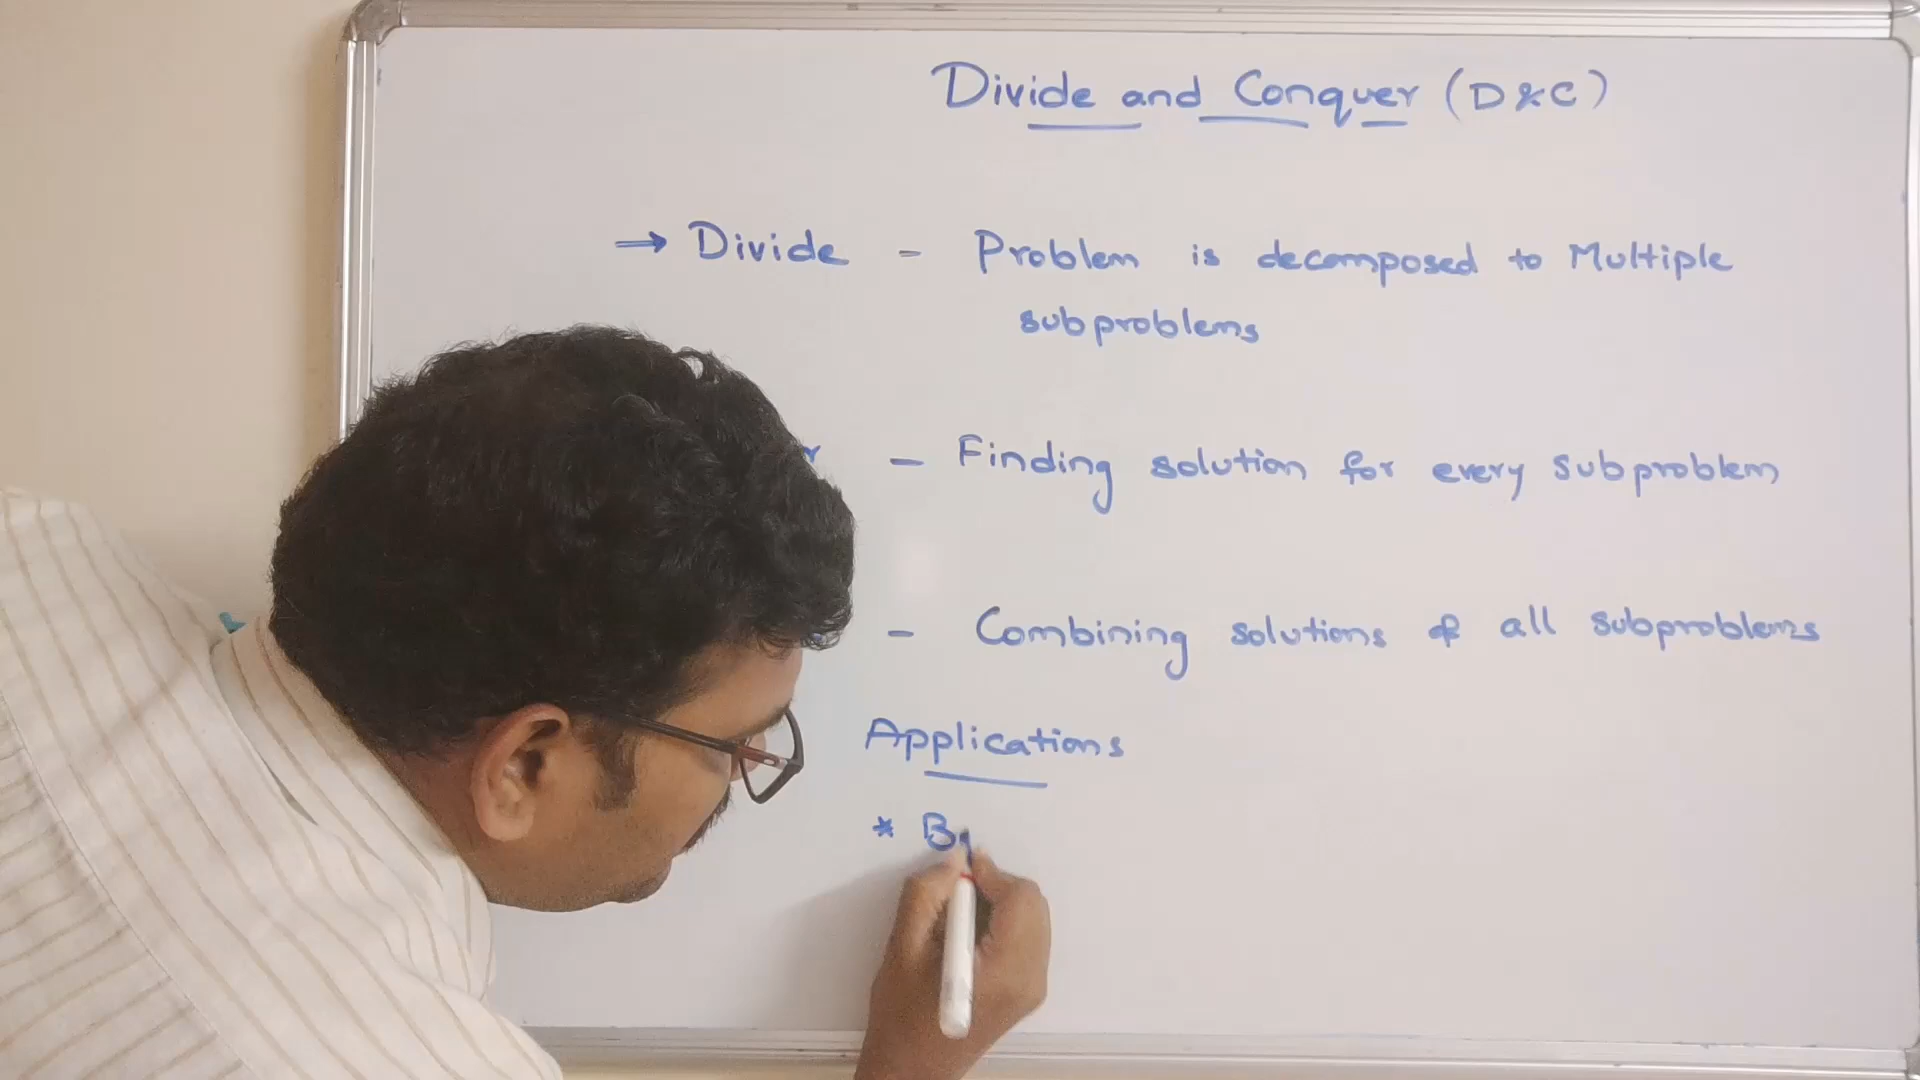 Divide and Conquer (D&C)
→ Divide - Problem is decomposed to Multiple
subproblems
- Finding solution for every subproblem
- Combining solutions of all subproblems
Applications
* B